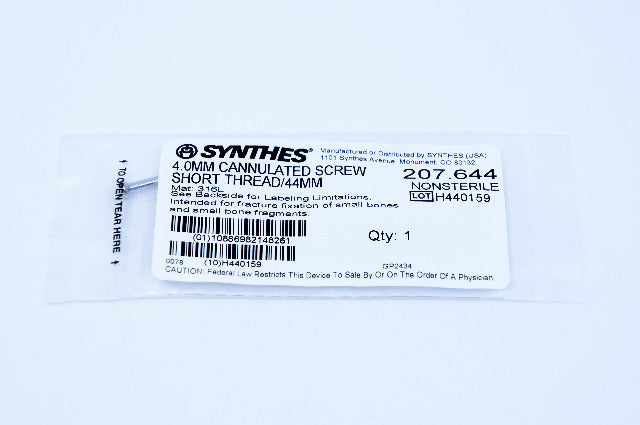 SYNTHES®
Manufactured or Distributed by SYNTHES (USA)
1101 Synthes Avenue, Monument, CO 80132
4.0MM CANNULATED SCREW
SHORT THREAD/44MM
207.644
NONSTERILE
LOT H440159
Mat: 316L
See Backside for Labeling Limitations.
Intended for fracture fixation of small bones
and small bone fragments.
(01)10886982148261
Qty: 1
0078 (10)H440159
GP2434
CAUTION: Federal Law Restricts This Device To Sale By Or On The Order Of A Physician.
TO OPEN TEAR HERE